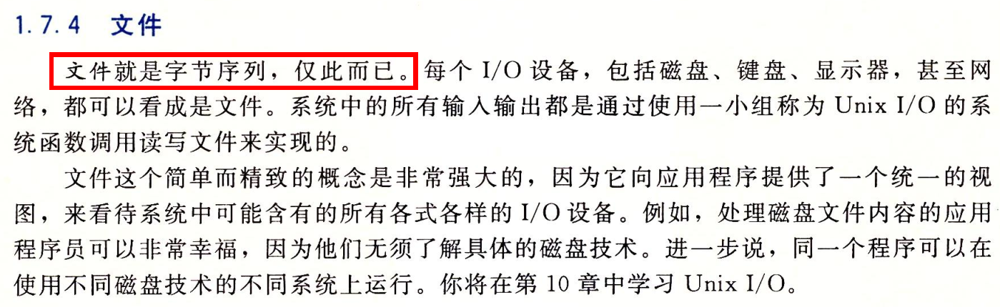 1.7.4 文件
文件就是字节序列，仅此而已。每个 I/O 设备，包括磁盘、键盘、显示器，甚至网
络，都可以看成是文件。系统中的所有输入输出都是通过使用一小组称为 Unix I/O 的系
统函数调用读写文件来实现的。
文件这个简单而精致的概念是非常强大的，因为它向应用程序提供了一个统一的视
图，来看待系统中可能含有的所有各式各样的 I/O 设备。例如，处理磁盘文件内容的应用
程序员可以非常幸福，因为他们无须了解具体的磁盘技术。进一步说，同一个程序可以在
使用不同磁盘技术的不同系统上运行。你将在第 10 章中学习 Unix I/O。